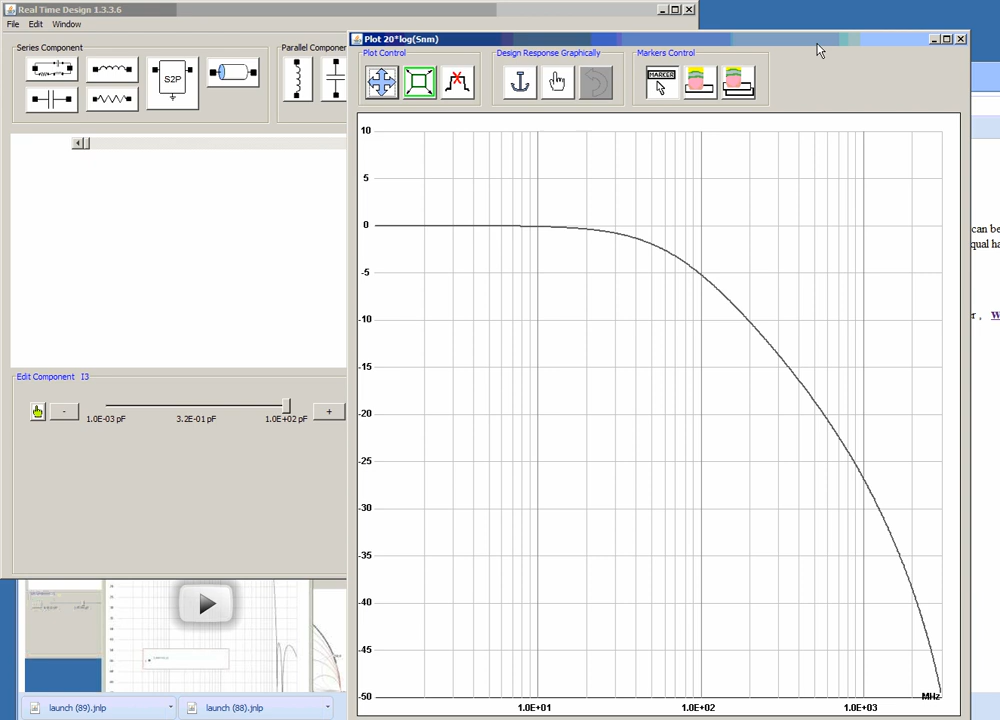 Real Time Design 1.3.3.6
File Edit Window
Series Component
Parallel Componer
S2P
Plot 20*log(Snm)
Plot Control
Design Response Graphically
Markers Control
MARKER
10
5
0
-5
-10
-15
-20
-25
-30
-35
-40
-45
-50
MHz
1.0E+01
1.0E+02
1.0E+03
Edit Component I3
-
+
1.0E-03 pF
3.2E-01 pF
1.0E+02 pF
can be
qual ha
r , W
launch (89).jnlp
launch (88).jnlp